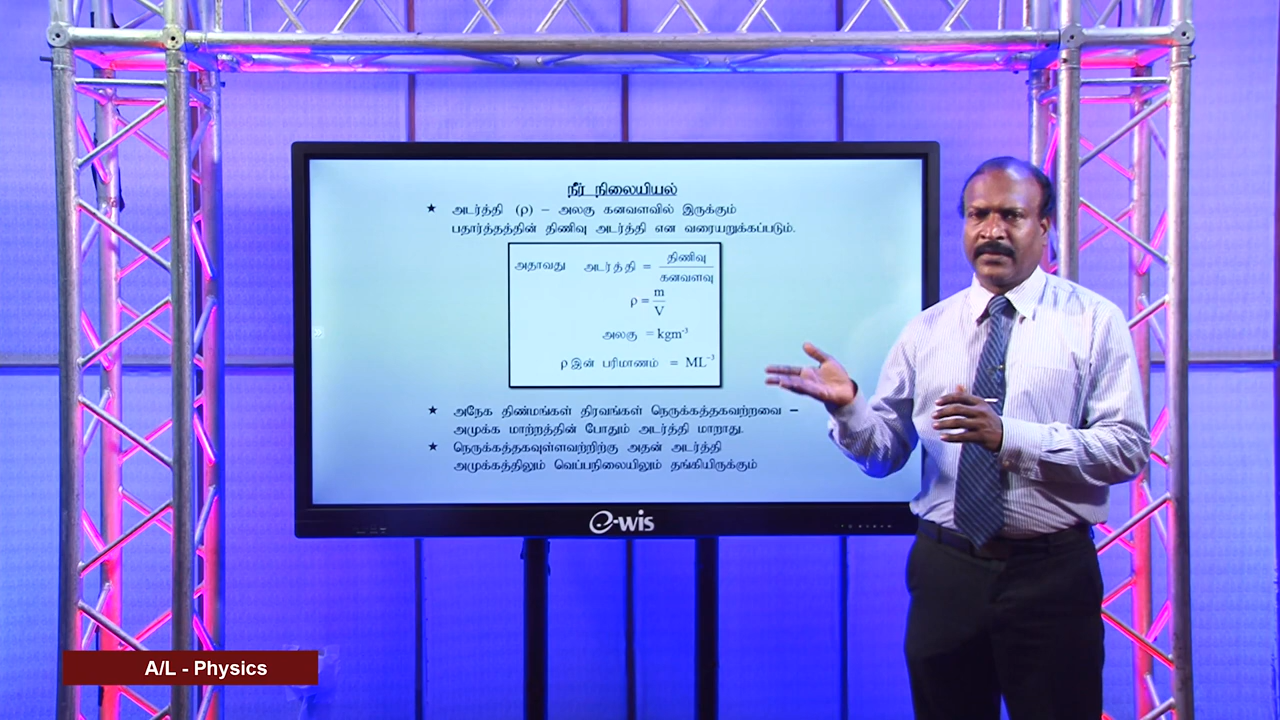 நீர் நிலையியல்
★ அடர்த்தி (ρ) – அலகு கனவளவில் இருக்கும்
பதார்த்தத்தின் திணிவு அடர்த்தி என வரையறுக்கப்படும்.
அதாவது அடர்த்தி = திணிவு / கனவளவு
ρ = m / V
அலகு = kgm⁻³
ρ இன் பரிமாணம் = ML⁻³
★ அநேக திண்மங்கள் திரவங்கள் நெருக்கத்தகவற்றவை –
அமுக்க மாற்றத்தின் போதும் அடர்த்தி மாறாது.
★ நெருக்கத்தகவுள்ளவற்றிற்கு அதன் அடர்த்தி
அமுக்கத்திலும் வெப்பநிலையிலும் தங்கியிருக்கும்
e-wis
A/L - Physics